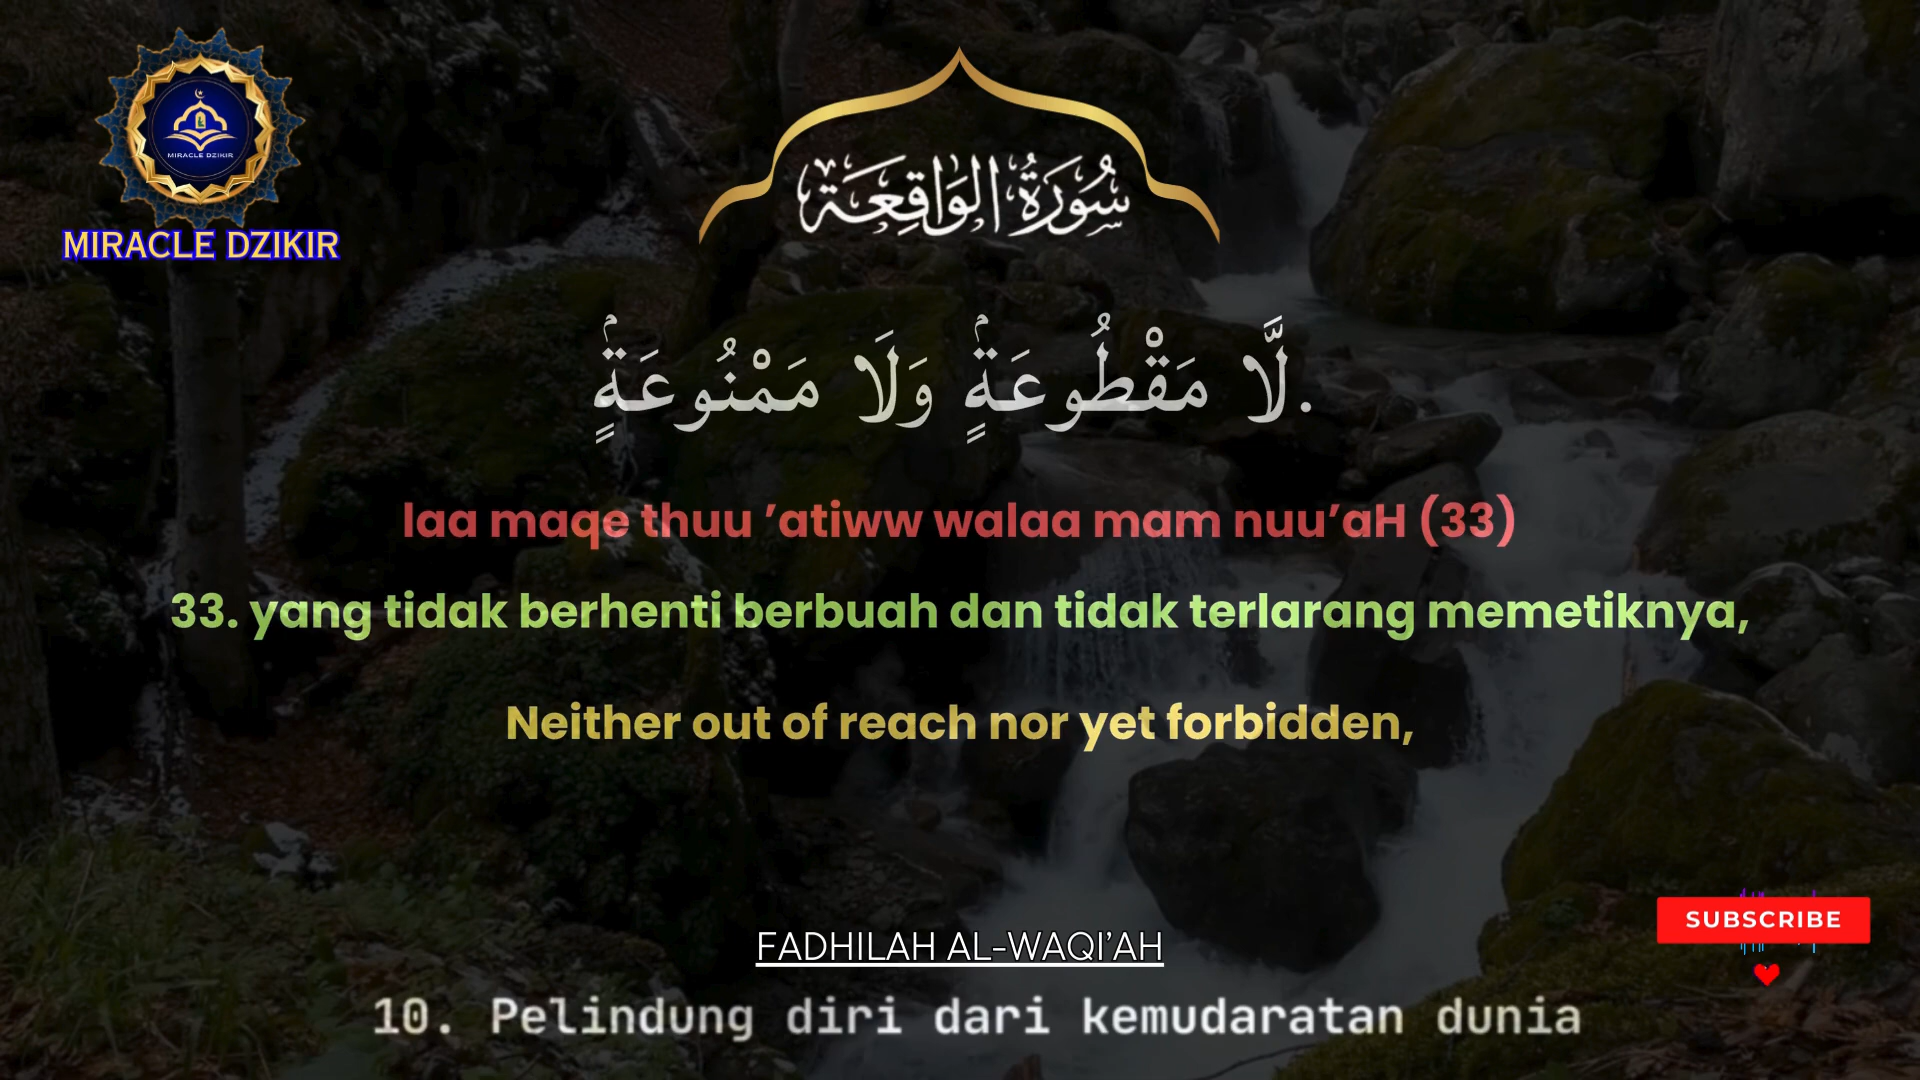 MIRACLE DZIKIR
MIRACLE DZIKIR
سُورَةُ الوَاقِعَة
.لَّا مَقْطُوعَةٍۢ وَلَا مَمْنُوعَةٍۢ
laa maqe thuu ’atiww walaa mam nuu’aH (33)
33. yang tidak berhenti berbuah dan tidak terlarang memetiknya,
Neither out of reach nor yet forbidden,
SUBSCRIBE
FADHILAH AL-WAQI’AH
10. Pelindung diri dari kemudaratan dunia